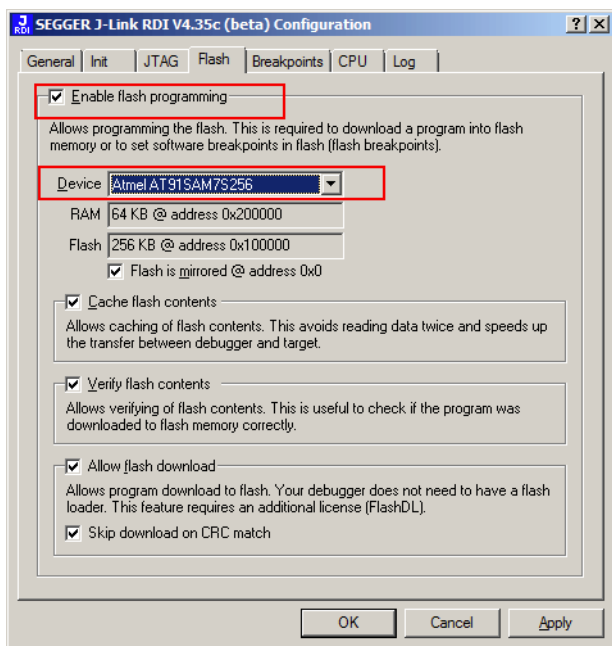 SEGGER J-Link RDI V4.35c (beta) Configuration
General Init JTAG Flash Breakpoints CPU Log
Enable flash programming
Allows programming the flash. This is required to download a program into flash
memory or to set software breakpoints in flash (flash breakpoints).
Device Atmel AT91SAM7S256
RAM 64 KB @ address 0x200000
Flash 256 KB @ address 0x100000
Flash is mirrored @ address 0x0
Cache flash contents
Allows caching of flash contents. This avoids reading data twice and speeds up
the transfer between debugger and target.
Verify flash contents
Allows verifying of flash contents. This is useful to check if the program was
downloaded to flash memory correctly.
Allow flash download
Allows program download to flash. Your debugger does not need to have a flash
loader. This feature requires an additional license (FlashDL).
Skip download on CRC match
OK Cancel Apply